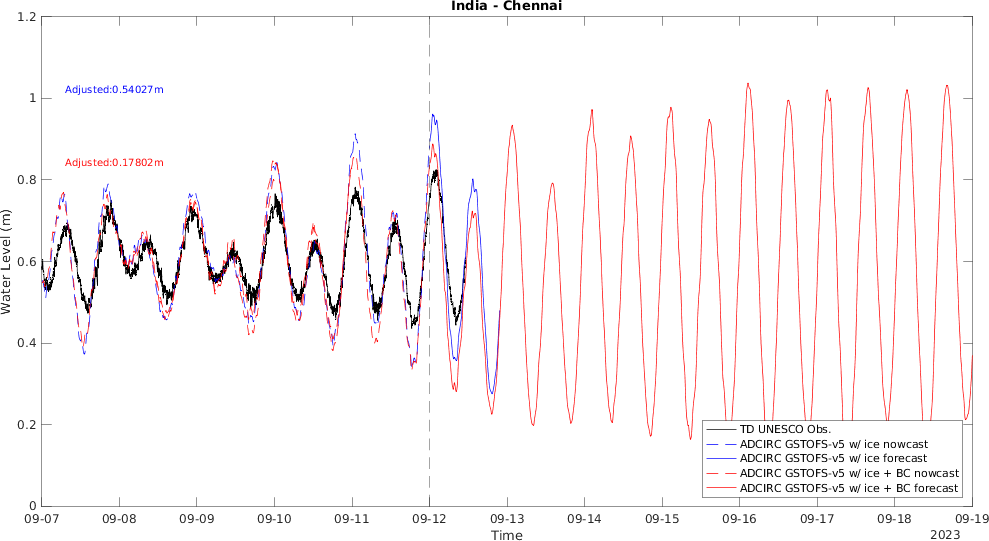 India - Chennai
1.2
1
0.8
0.6
0.4
0.2
0
Water Level (m)
Adjusted:0.54027m
Adjusted:0.17802m
TD UNESCO Obs.
ADCIRC GSTOFS-v5 w/ ice nowcast
ADCIRC GSTOFS-v5 w/ ice forecast
ADCIRC GSTOFS-v5 w/ ice + BC nowcast
ADCIRC GSTOFS-v5 w/ ice + BC forecast
09-07 09-08 09-09 09-10 09-11 09-12 09-13 09-14 09-15 09-16 09-17 09-18 09-19
Time
2023